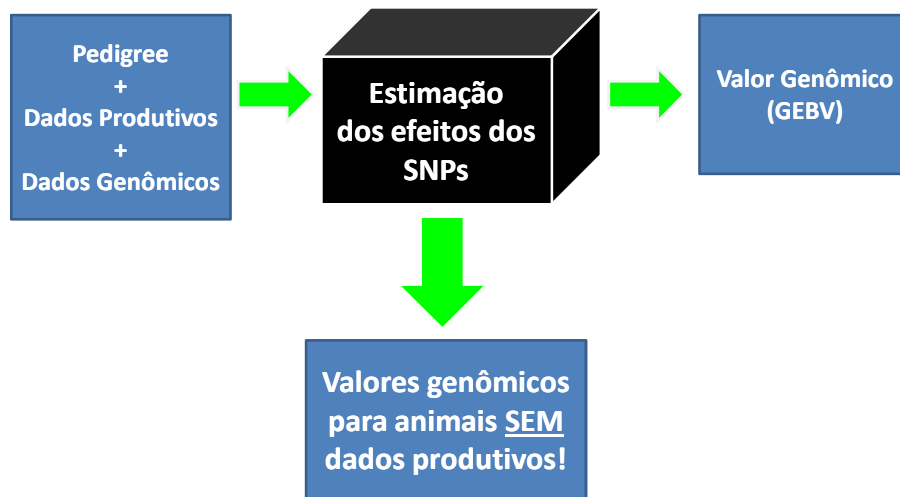 Pedigree
+
Dados Produtivos
+
Dados Genômicos
Estimação
dos efeitos dos
SNPs
Valor Genômico
(GEBV)
Valores genômicos
para animais SEM
dados produtivos!